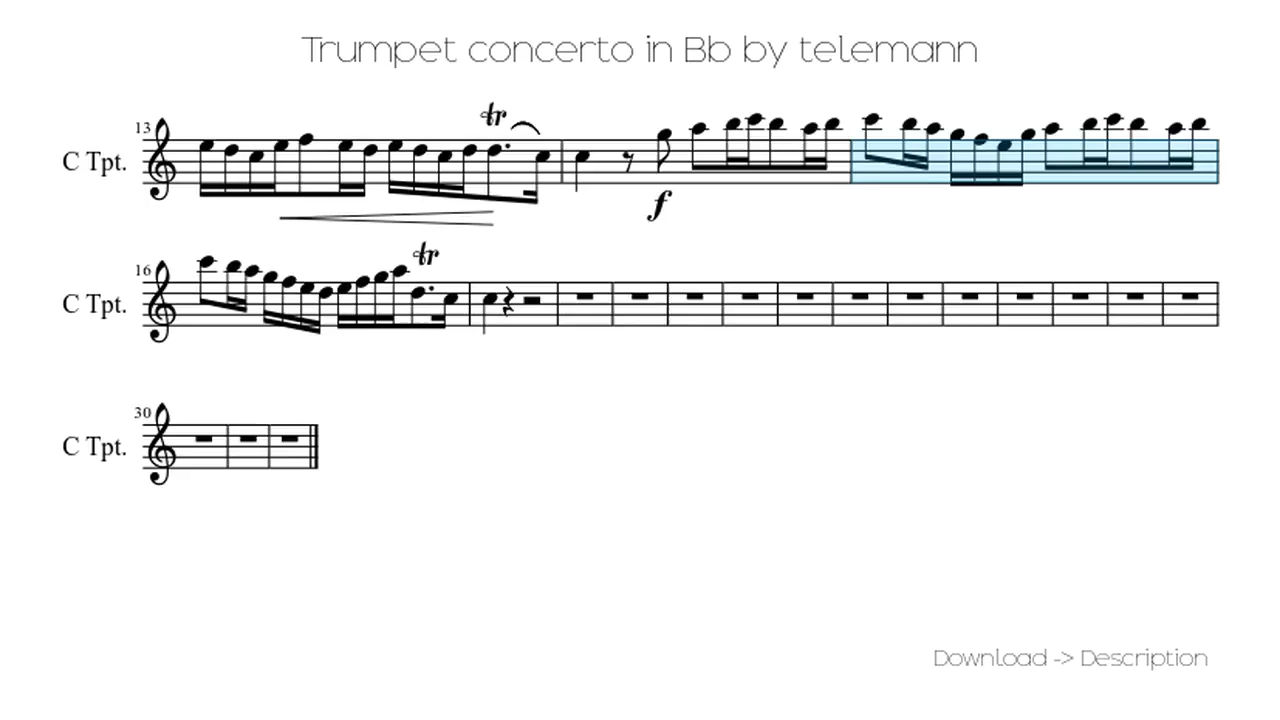 Trumpet concerto in Bb by telemann
tr
13
C Tpt.
f
tr
16
C Tpt.
30
C Tpt.
Download -> Description